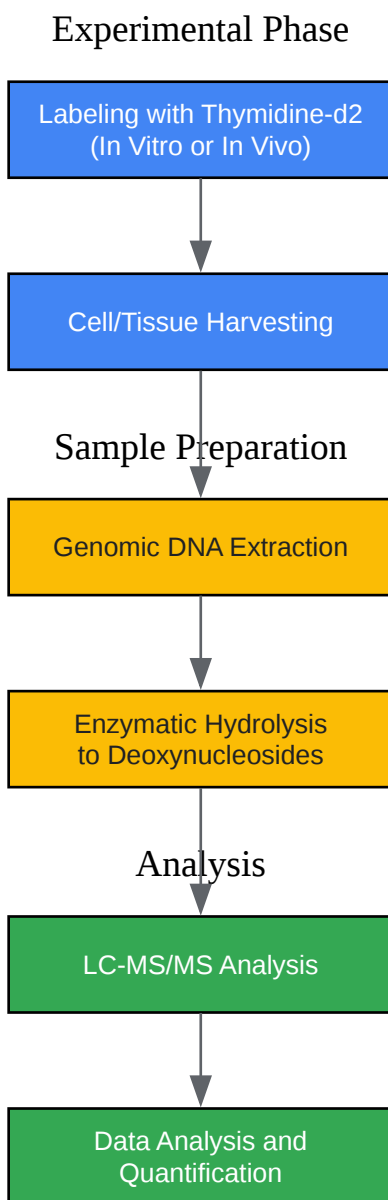 Experimental Phase
Labeling with Thymidine-d2
(In Vitro or In Vivo)
Cell/Tissue Harvesting
Sample Preparation
Genomic DNA Extraction
Enzymatic Hydrolysis
to Deoxynucleosides
Analysis
LC-MS/MS Analysis
Data Analysis and
Quantification